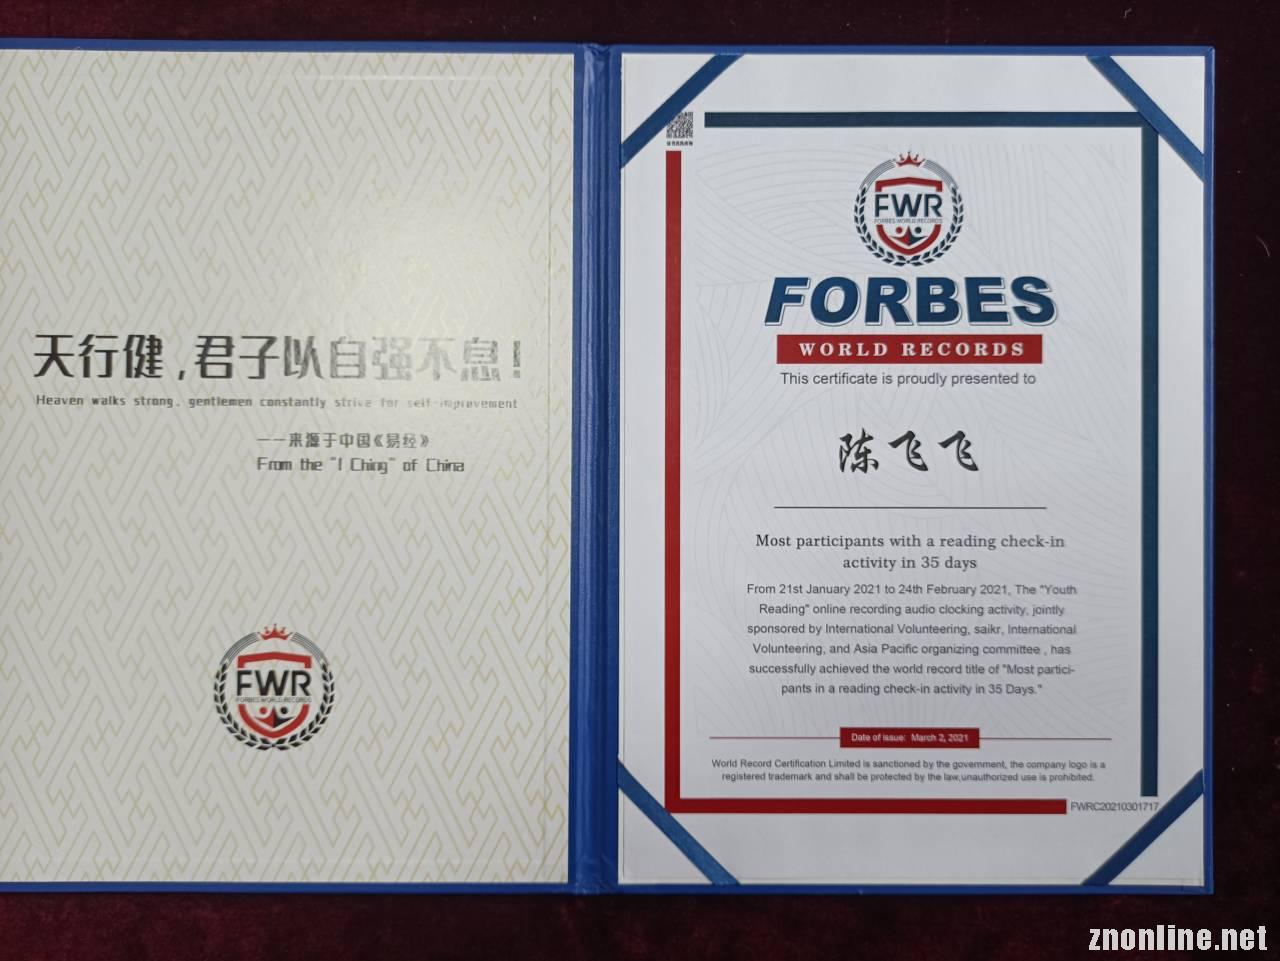 天行健,君子以自强不息!
Heaven walks strong, gentlemen constantly strive for self-improvement
——来源于中国《易经》
From the "I Ching" of China
FWR
FORBES WORLD RECORDS
FWR
FORBES WORLD RECORDS
FORBES
WORLD RECORDS
This certificate is proudly presented to
陈飞飞
Most participants with a reading check-in
activity in 35 days
From 21st January 2021 to 24th February 2021, The "Youth
Reading" online recording audio clocking activity, jointly
sponsored by International Volunteering, saikr, International
Volunteering, and Asia Pacific organizing committee , has
successfully achieved the world record title of "Most partici-
pants in a reading check-in activity in 35 Days."
Date of issue: March 2, 2021
World Record Certification Limited is sanctioned by the government, the company logo is a
registered trademark and shall be protected by the law,unauthorized use is prohibited.
FWRC20210301717
znonline.net